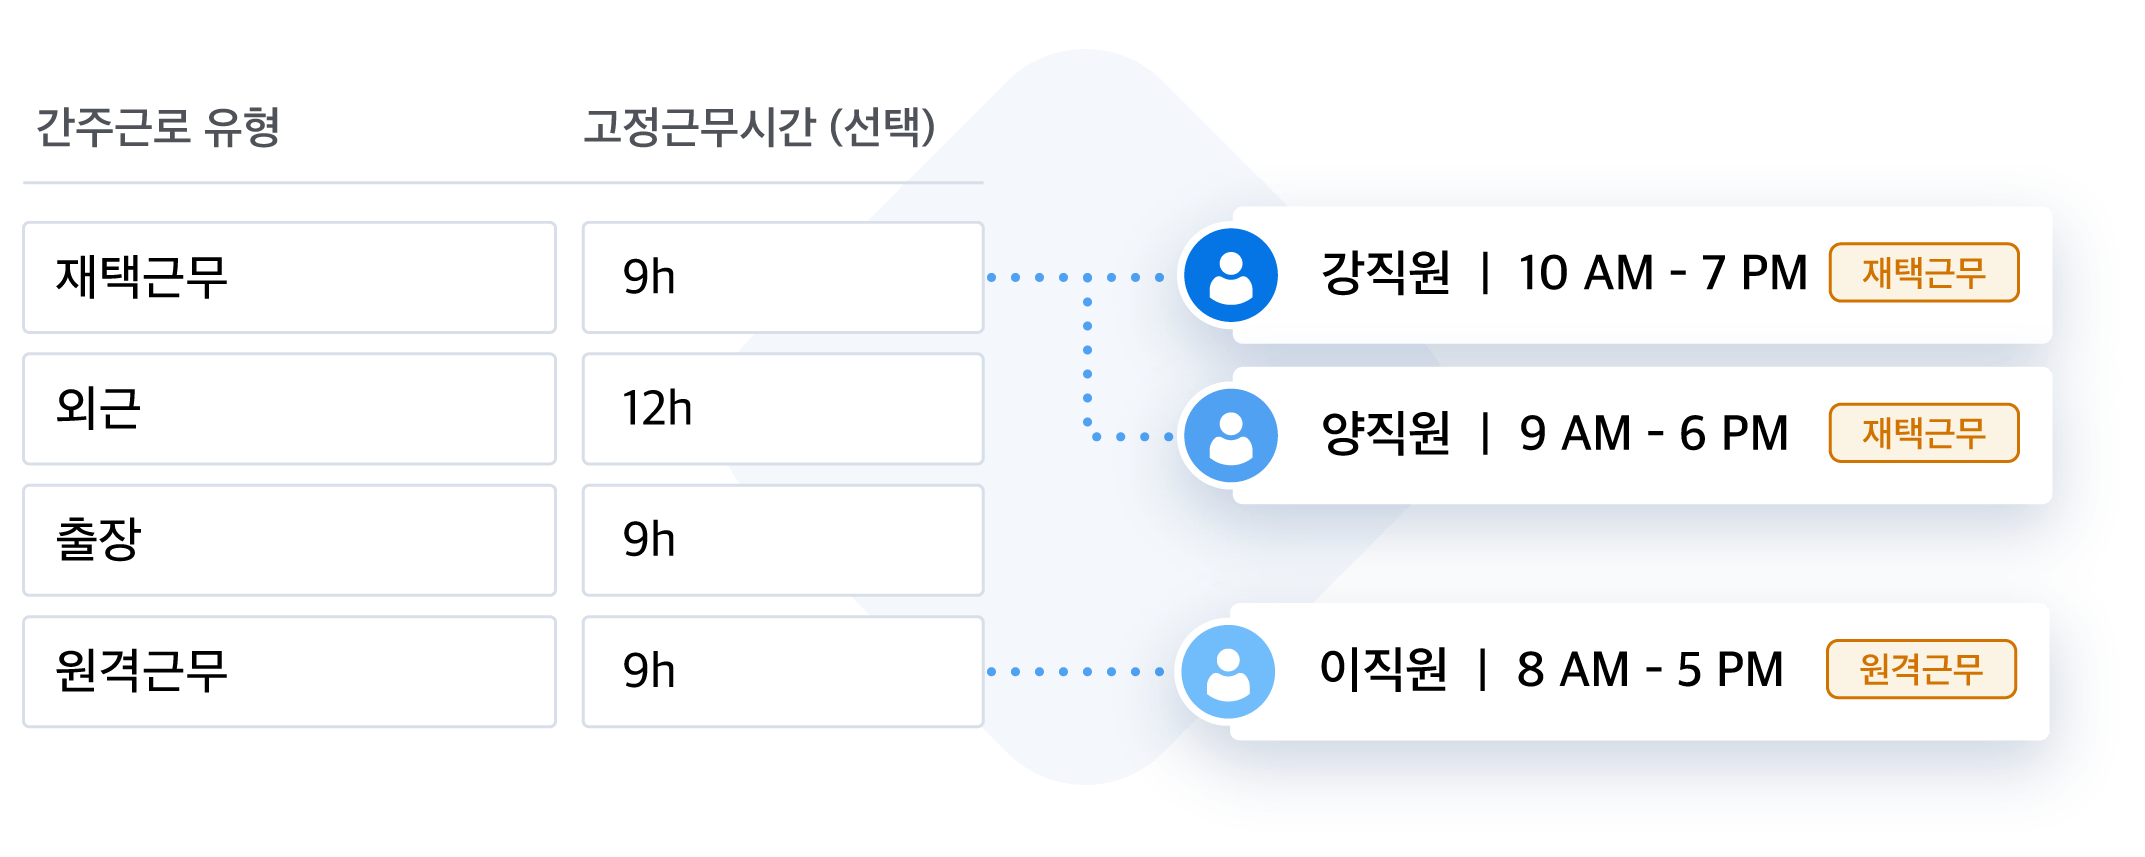 간주근로 유형
고정근무시간 (선택)
재택근무
9h
외근
12h
출장
9h
원격근무
9h
강직원 | 10 AM - 7 PM 재택근무
양직원 | 9 AM - 6 PM 재택근무
이직원 | 8 AM - 5 PM 원격근무